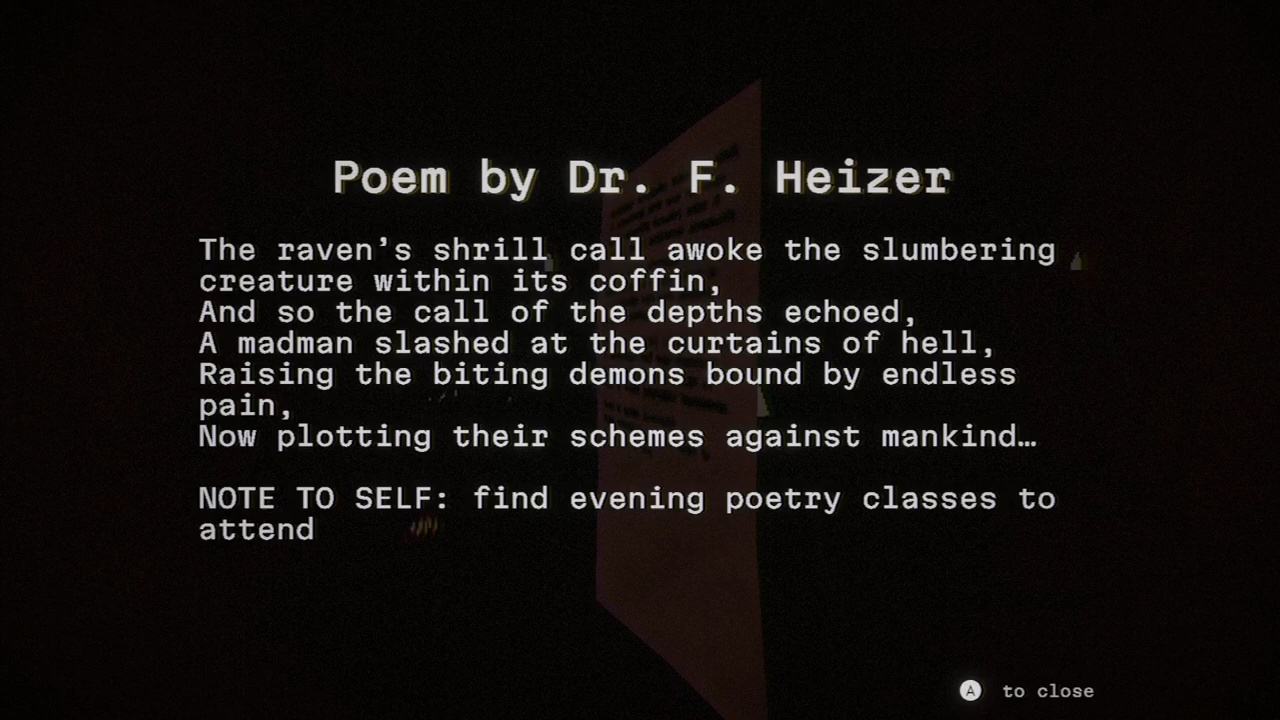 Poem by Dr. F. Heizer
The raven’s shrill call awoke the slumbering
creature within its coffin,
And so the call of the depths echoed,
A madman slashed at the curtains of hell,
Raising the biting demons bound by endless
pain,
Now plotting their schemes against mankind…
NOTE TO SELF: find evening poetry classes to
attend
A to close